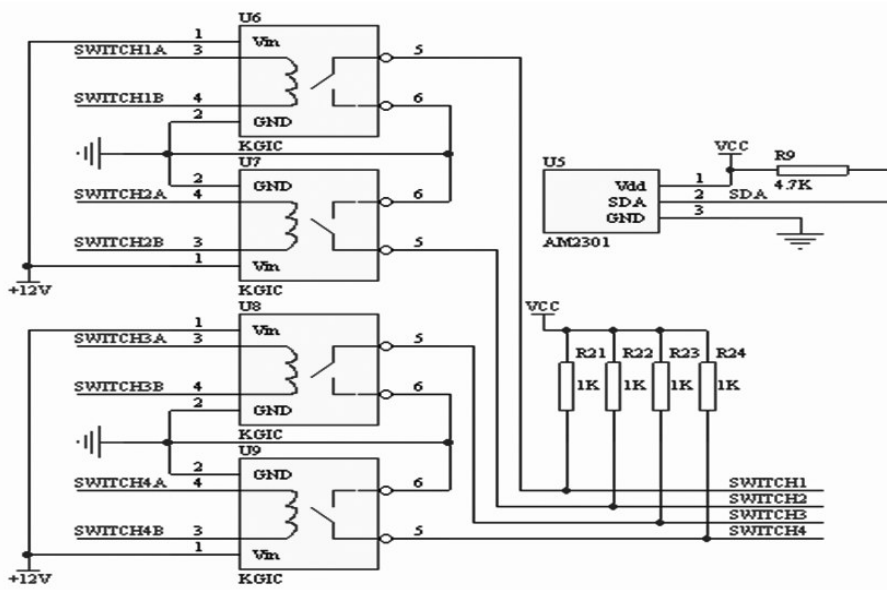 U6
1 Vin
SWITCH1A 3 5
SWITCH1B 4 6
2 GND
KGIC
U7
2 GND
SWITCH2A 4 6
SWITCH2B 3 5
1 Vin
+12V
KGIC
U8
1 Vin
SWITCH3A 3 5
SWITCH3B 4 6
2 GND
KGIC
U9
2 GND
SWITCH4A 4 6
SWITCH4B 3 5
1 Vin
+12V
KGIC
U5
VCC
R9
4.7K
Vdd 1
SDA 2 SDA
GND 3
AM2301
VCC
R21 R22 R23 R24
1K 1K 1K 1K
SWITCH1
SWITCH2
SWITCH3
SWITCH4